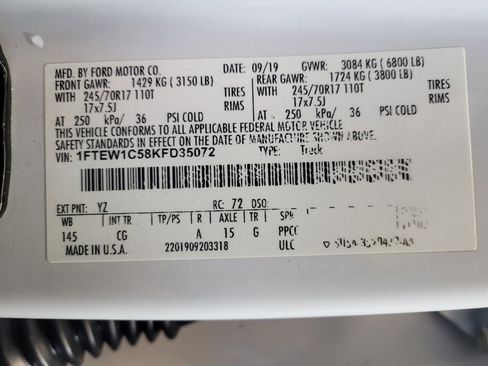 MFD. BY FORD MOTOR CO. 09/19 GVWR: 3084 KG (6800 LB)
FRONT GAWR: 1429 KG (3150 LB) REAR GAWR: 1724 KG (3800 LB)
WITH 245/70R17 110T TIRES WITH 245/70R17 110T TIRES
17x7.5J RIMS 17x7.5J RIMS
AT 250 kPa/ 36 PSI COLD AT 250 kPa/ 36 PSI COLD
THIS VEHICLE CONFORMS TO ALL APPLICABLE FEDERAL MOTOR VEHICLE
SAFETY STANDARDS IN EFFECT ON THE DATE OF MANUFACTURE SHOWN ABOVE.
VIN: 1FTEW1C58KFD35072 TYPE: Truck
EXT PNT: YZ RC: 72 DSO:
WB INT TR TP/PS R AXLE TR SPR
145 CG A 15 G PPCC
MADE IN U.S.A. 2201909203318 ULC